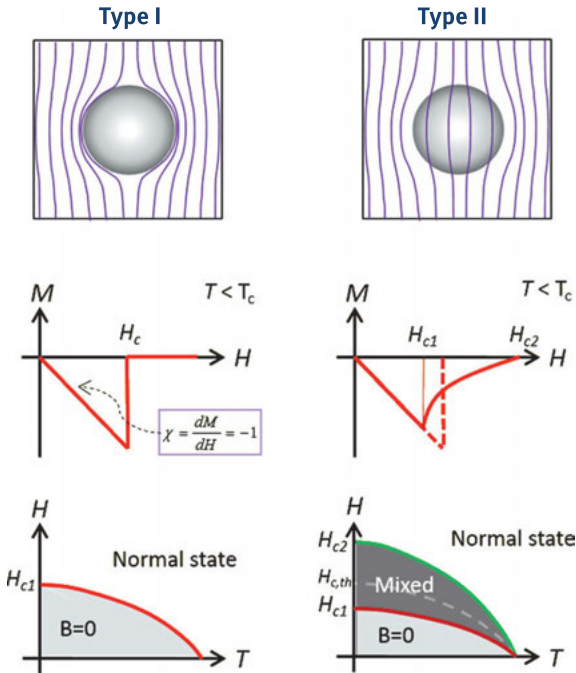 Type I
Type II
M
T < Tc
Hc
H
χ = dM/dH = −1
M
T < Tc
Hc1
Hc2
H
H
Normal state
Hc1
B=0
T
H
Hc2
Normal state
Hc,th
Mixed
Hc1
B=0
T